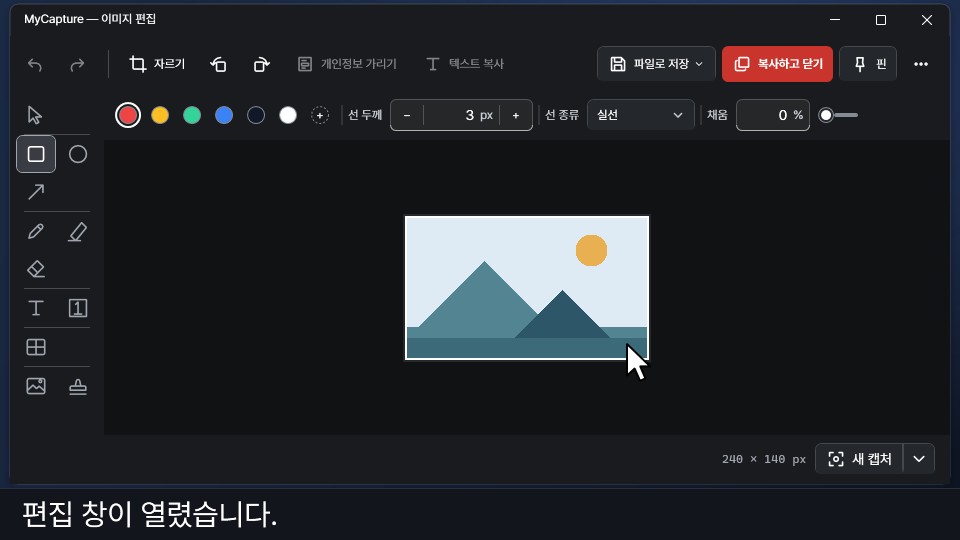 MyCapture — 이미지 편집
자르기 개인정보 가리기 텍스트 복사 파일로 저장 복사하고 닫기 핀
선 두께 − 3 px + 선 종류 실선 채움 0 %
T 1
240 × 140 px 새 캡처
편집 창이 열렸습니다.